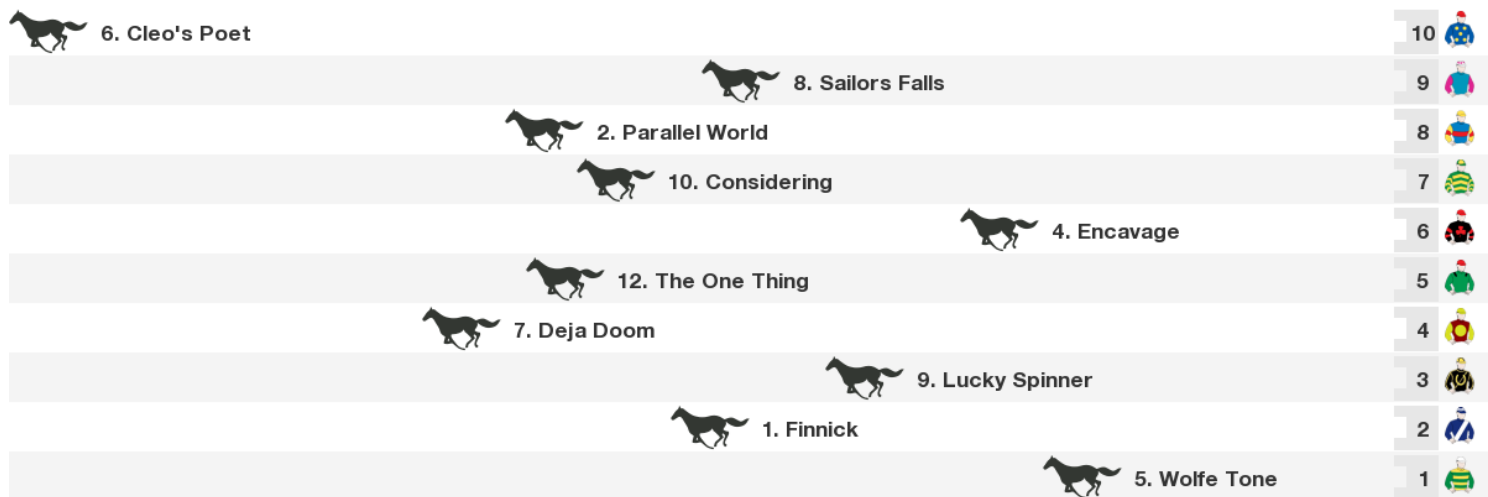 6. Cleo's Poet 10
8. Sailors Falls 9
2. Parallel World 8
10. Considering 7
4. Encavage 6
12. The One Thing 5
7. Deja Doom 4
9. Lucky Spinner 3
1. Finnick 2
5. Wolfe Tone 1